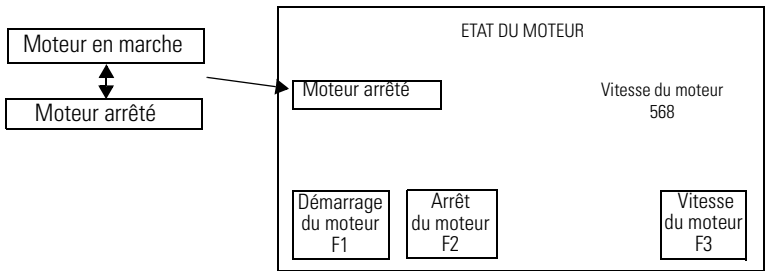 Moteur en marche
Moteur arrêté
ETAT DU MOTEUR
Moteur arrêté
Vitesse du moteur
568
Démarrage
du moteur
F1
Arrêt
du moteur
F2
Vitesse
du moteur
F3